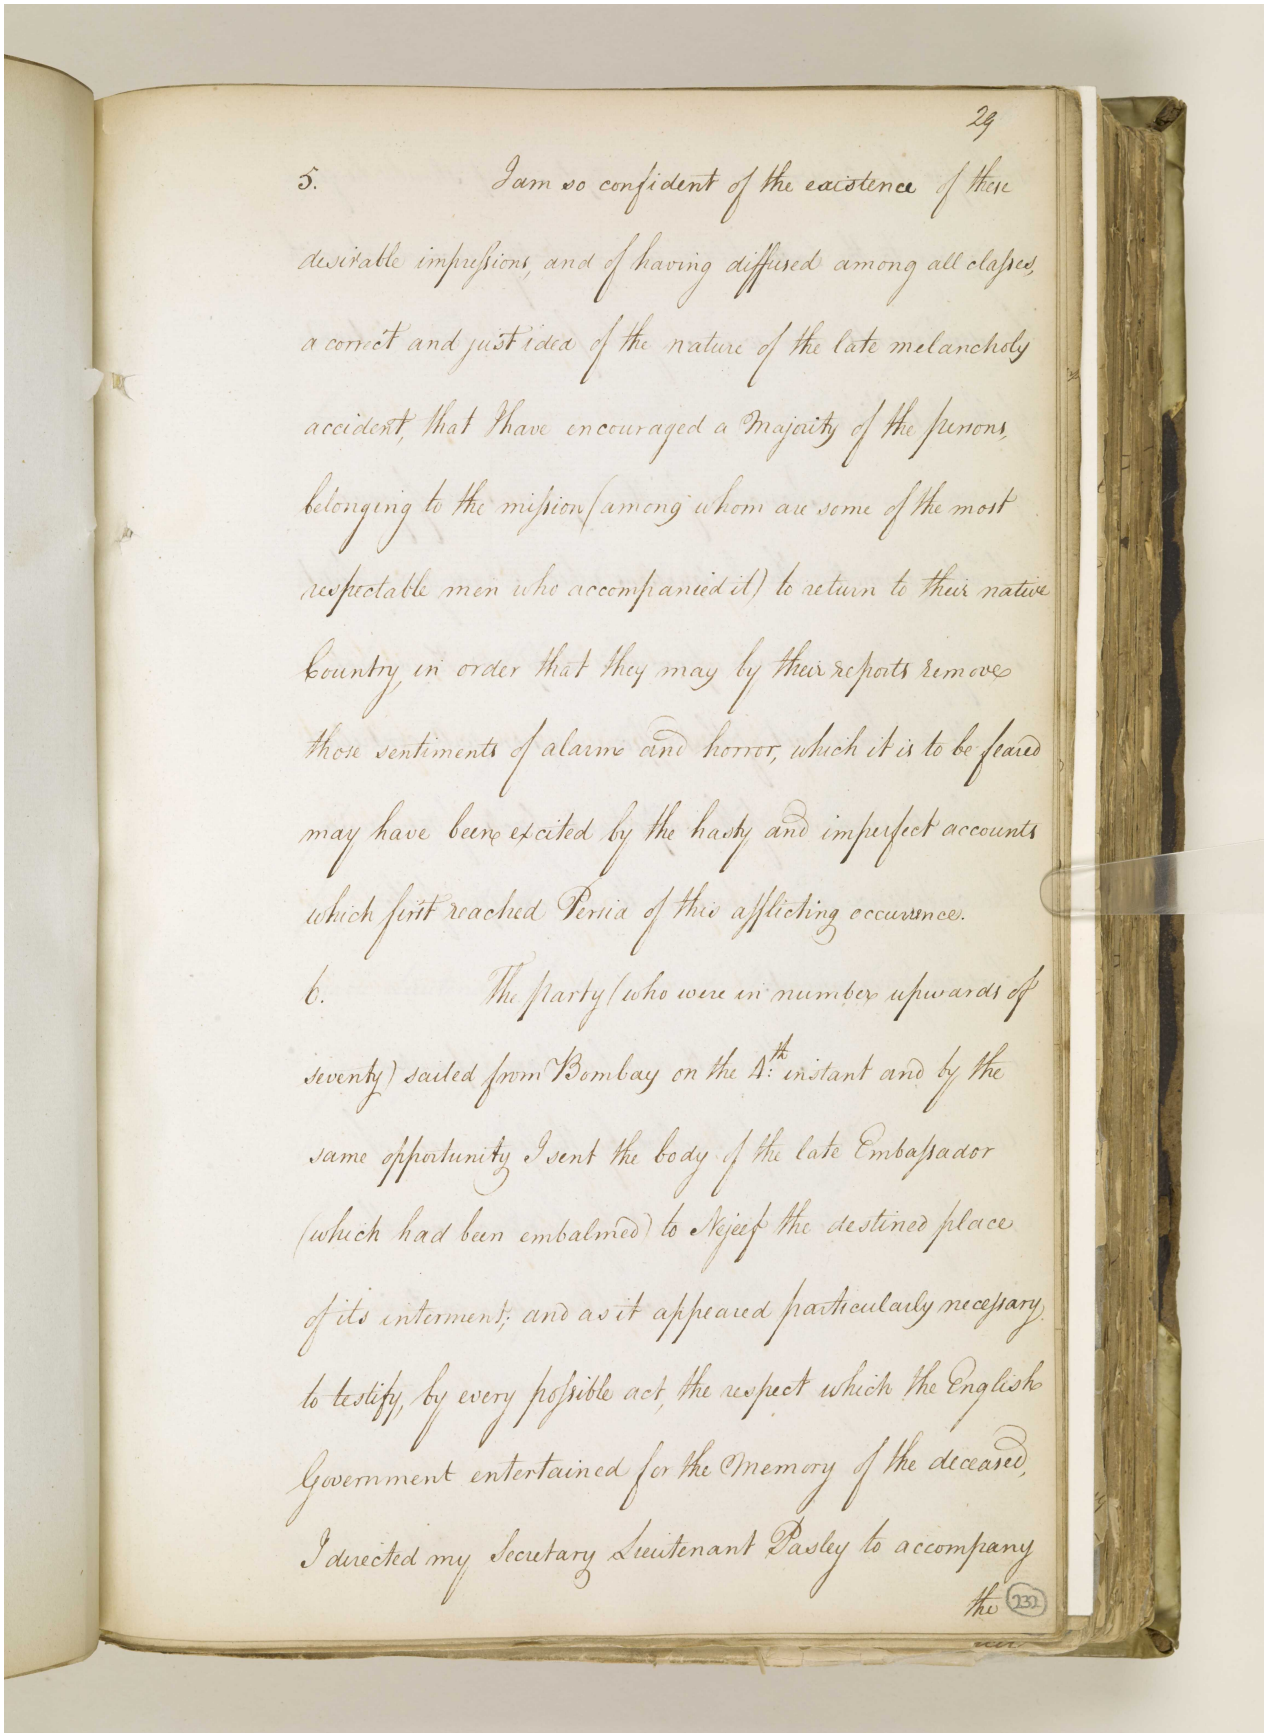 29
5. I am so confident of the existence of these
desirable impreſsions, and of having diffused among all claſses,
a correct and just idea of the nature of the late melancholy
accident, that I have encouraged a Majority of the persons,
belonging to the miſsion (among whom are some of the most
respectable men who accompanied it) to return to their native
Country, in order that they may by their reports remove
those sentiments of alarm and horror, which it is to be feared
may have been excited by the hasty and imperfect accounts
which first reached Persia of this afflicting occurrence.
6. The party (who were in number upwards of
seventy) sailed from Bombay on the 4.th instant and by the
same opportunity I sent the body of the late Embaſsador
(which had been embalmed) to Nejeef the destined place
of its interment; and as it appeared particularly neceſsary
to testify, by every poſsible act, the respect which the English
Government entertained for the Memory of the deceased,
I directed my Secretary Lieutenant Pasley to accompany
the
232